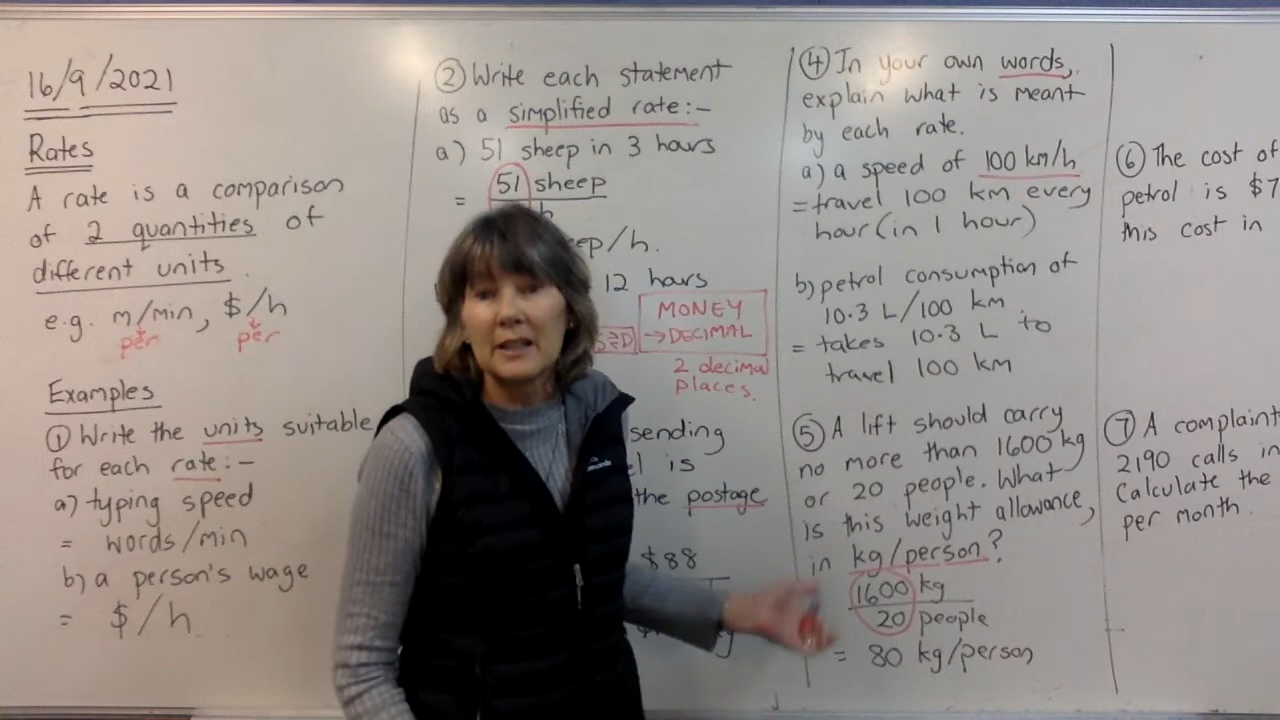 16/9/2021
Rates
A rate is a comparison
of 2 quantities of
different units.
e.g. m/min, $/h
per per
Examples
① Write the units suitable
for each rate:-
a) typing speed
= words/min
b) a person's wage
= $/h.
② Write each statement
as a simplified rate:-
a) 51 sheep in 3 hours
= 51 sheep
h
/h.
12 hours
MONEY
→DECIMAL
2 decimal
places.
sending
is
the postage
$88
④ In your own words,
explain what is meant
by each rate.
a) a speed of 100 km/h
= travel 100 km every
hour (in 1 hour)
b) petrol consumption of
10.3 L/100 km
= takes 10.3 L to
travel 100 km
⑤ A lift should carry
no more than 1600 kg
or 20 people. What
is this weight allowance,
in kg/person?
1600 kg
20 people
= 80 kg/person
⑥ The cost of
petrol is $7
this cost in
⑦ A complaint
2190 calls in
Calculate the
per month.